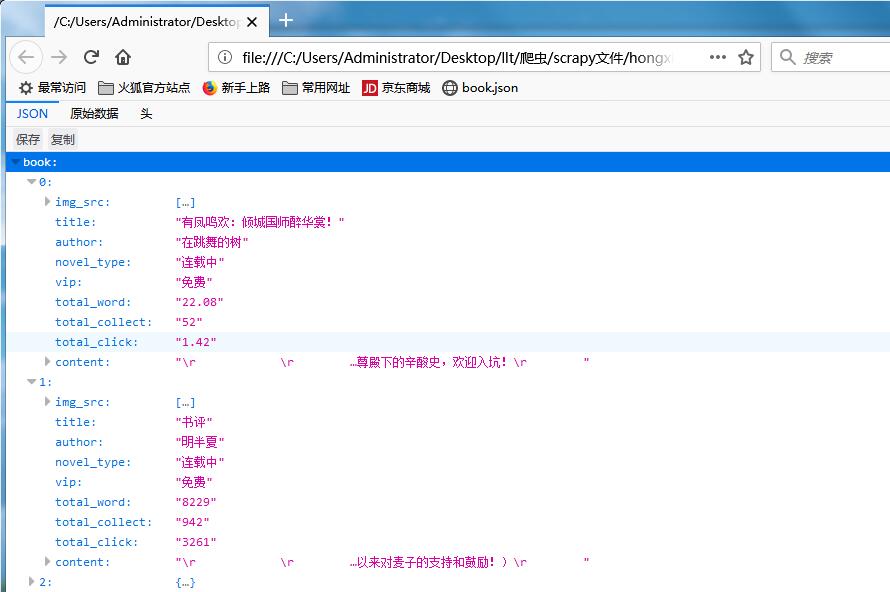 /C:/Users/Administrator/Desktop
file:///C:/Users/Administrator/Desktop/llt/爬虫/scrapy文件/hongxi
搜索
最常访问 火狐官方站点 新手上路 常用网址 JD 京东商城 book.json
JSON 原始数据 头
保存 复制
book:
0:
img_src: […]
title: "有凤鸣欢：倾城国师醉华裳！"
author: "在跳舞的树"
novel_type: "连载中"
vip: "免费"
total_word: "22.08"
total_collect: "52"
total_click: "1.42"
content: "\r \r …尊殿下的辛酸史，欢迎入坑！\r "
1:
img_src: […]
title: "书评"
author: "明半夏"
novel_type: "连载中"
vip: "免费"
total_word: "8229"
total_collect: "942"
total_click: "3261"
content: "\r \r …以来对麦子的支持和鼓励！）\r "
2: {…}